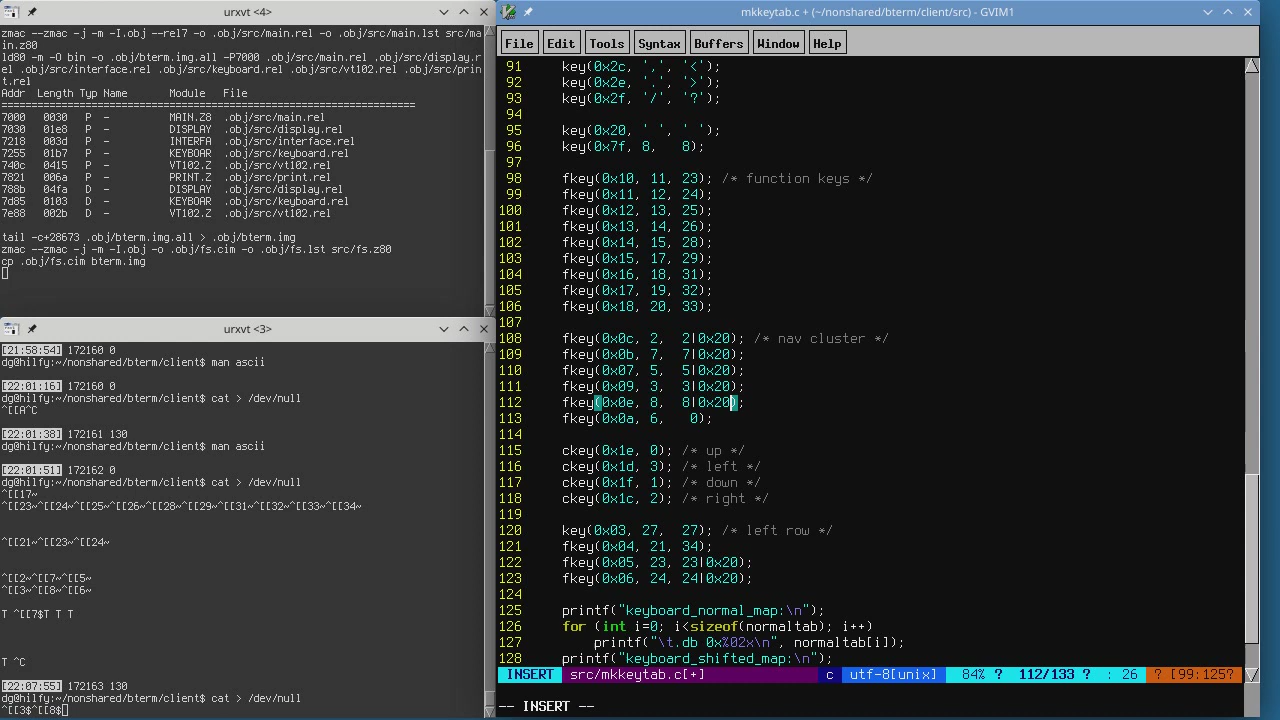 urxvt <4>
zmac --zmac -j -m -I.obj --rel7 -o .obj/src/main.rel -o .obj/src/main.lst src/ma
in.z80
ld80 -m -O bin -o .obj/bterm.img.all -P7000 .obj/src/main.rel .obj/src/display.r
el .obj/src/interface.rel .obj/src/keyboard.rel .obj/src/vt102.rel .obj/src/prin
t.rel
Addr Length Typ Name Module File
=====================================================================
7000 0030 P - MAIN.Z8 .obj/src/main.rel
7030 01e8 P - DISPLAY .obj/src/display.rel
7218 003d P - INTERFA .obj/src/interface.rel
7255 01b7 P - KEYBOAR .obj/src/keyboard.rel
740c 0415 P - VT102.Z .obj/src/vt102.rel
7821 006a P - PRINT.Z .obj/src/print.rel
788b 04fa D - DISPLAY .obj/src/display.rel
7d85 0103 D - KEYBOAR .obj/src/keyboard.rel
7e88 002b D - VT102.Z .obj/src/vt102.rel
tail -c+28673 .obj/bterm.img.all > .obj/bterm.img
zmac --zmac -j -m -I.obj -o .obj/fs.cim -o .obj/fs.lst src/fs.z80
cp .obj/fs.cim bterm.img
urxvt <3>
[21:58:54] 172160 0
dg@hilfy:~/nonshared/bterm/client$ man ascii
[22:01:16] 172160 0
dg@hilfy:~/nonshared/bterm/client$ cat > /dev/null
^[[A^C
[22:01:38] 172161 130
dg@hilfy:~/nonshared/bterm/client$ man ascii
[22:01:51] 172162 0
dg@hilfy:~/nonshared/bterm/client$ cat > /dev/null
^[[17~
^[[23~^[[24~^[[25~^[[26~^[[28~^[[29~^[[31~^[[32~^[[33~^[[34~
^[[21~^[[23~^[[24~
^[[2~^[[7~^[[5~
^[[3~^[[8~^[[6~
T ^[[7$T T T
T ^C
[22:07:55] 172163 130
dg@hilfy:~/nonshared/bterm/client$ cat > /dev/null
^[[3$^[[8$
mkkeytab.c + (~/nonshared/bterm/client/src) - GVIM1
File Edit Tools Syntax Buffers Window Help
91 key(0x2c, ',', '<');
92 key(0x2e, '.', '>');
93 key(0x2f, '/', '?');
94
95 key(0x20, ' ', ' ');
96 key(0x7f, 8, 8);
97
98 fkey(0x10, 11, 23); /* function keys */
99 fkey(0x11, 12, 24);
100 fkey(0x12, 13, 25);
101 fkey(0x13, 14, 26);
102 fkey(0x14, 15, 28);
103 fkey(0x15, 17, 29);
104 fkey(0x16, 18, 31);
105 fkey(0x17, 19, 32);
106 fkey(0x18, 20, 33);
107
108 fkey(0x0c, 2, 2|0x20); /* nav cluster */
109 fkey(0x0b, 7, 7|0x20);
110 fkey(0x07, 5, 5|0x20);
111 fkey(0x09, 3, 3|0x20);
112 fkey(0x0e, 8, 8|0x20);
113 fkey(0x0a, 6, 0);
114
115 ckey(0x1e, 0); /* up */
116 ckey(0x1d, 3); /* left */
117 ckey(0x1f, 1); /* down */
118 ckey(0x1c, 2); /* right */
119
120 key(0x03, 27, 27); /* left row */
121 fkey(0x04, 21, 34);
122 fkey(0x05, 23, 23|0x20);
123 fkey(0x06, 24, 24|0x20);
124
125 printf("keyboard_normal_map:\n");
126 for (int i=0; i<sizeof(normaltab); i++)
127 printf("\t.db 0x%02x\n", normaltab[i]);
128 printf("keyboard_shifted_map:\n");
INSERT src/mkkeytab.c[+] c utf-8[unix] 84% ? 112/133 ? : 26 ? [99:125?
-- INSERT --